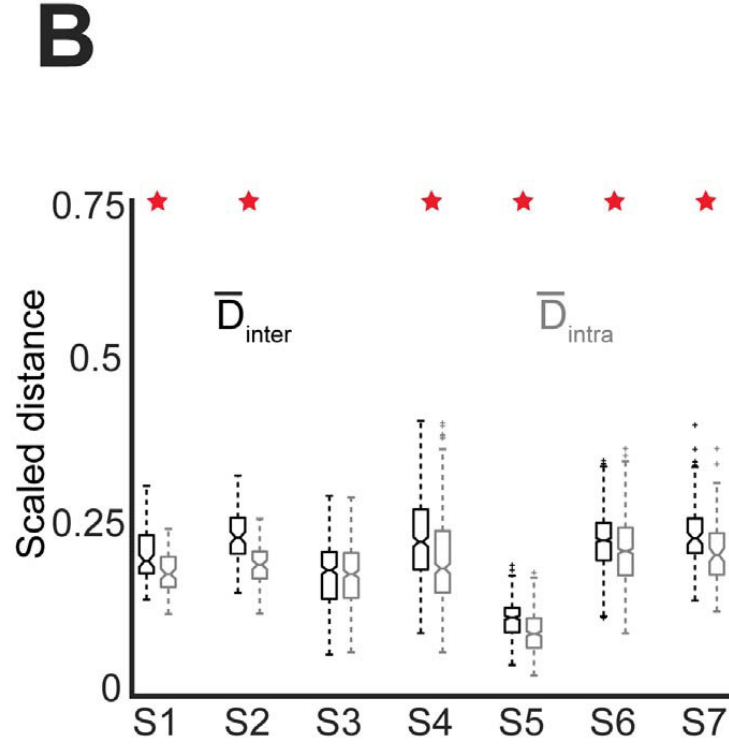 B
0.75
D̅inter
D̅intra
0.5
0.25
0
Scaled distance
S1 S2 S3 S4 S5 S6 S7